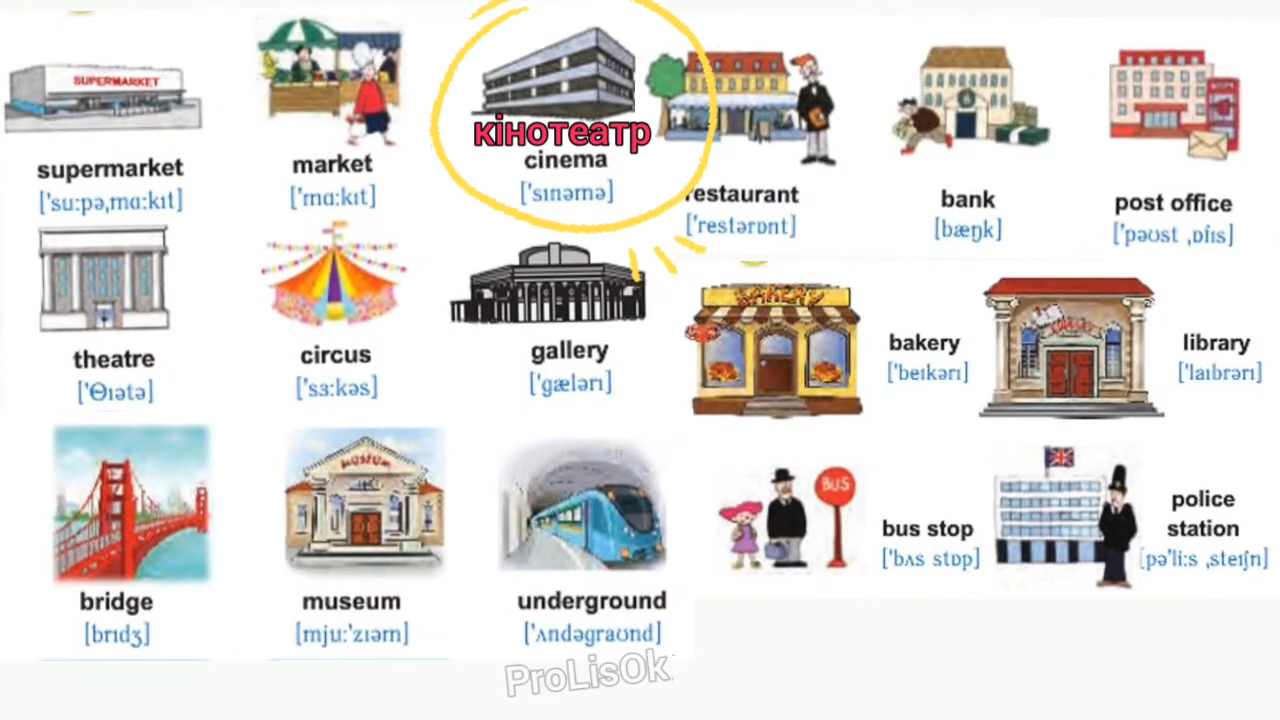 SUPERMARKET
supermarket
['su:pə,mɑ:kɪt]
market
['mɑ:kɪt]
кінотеатр
cinema
['sɪnəmə]
restaurant
['restərɒnt]
bank
[bæŋk]
post office
['pəʊst ,ɒfɪs]
theatre
['Θɪətə]
circus
['sɜ:kəs]
gallery
['gælərɪ]
BAKERY
bakery
['beɪkərɪ]
LIBRARY
library
['laɪbrərɪ]
bridge
[brɪdʒ]
MUSEUM
museum
[mju:'zɪəm]
underground
['ʌndəgraʊnd]
BUS
bus stop
['bʌs stɒp]
police
station
[pə'li:s ,steɪʃn]
ProLisOk